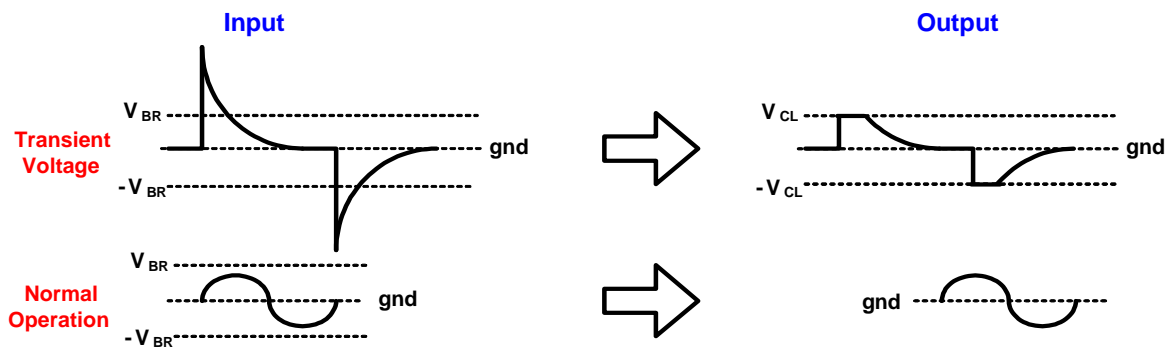 Input
Output
V BR
V CL
Transient
Voltage
gnd
gnd
-V BR
-V CL
V BR
Normal
Operation
gnd
gnd
-V BR